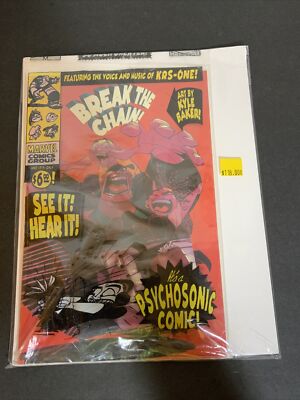 FEATURING THE VOICE AND MUSIC OF KRS-ONE!
BREAK THE
CHAIN!
ART BY
KYLE
BAKER!
MARVEL
COMICS
GROUP
$6.95!
SEE IT!
HEAR IT!
It's a
PSYCHOSONIC
COMIC!